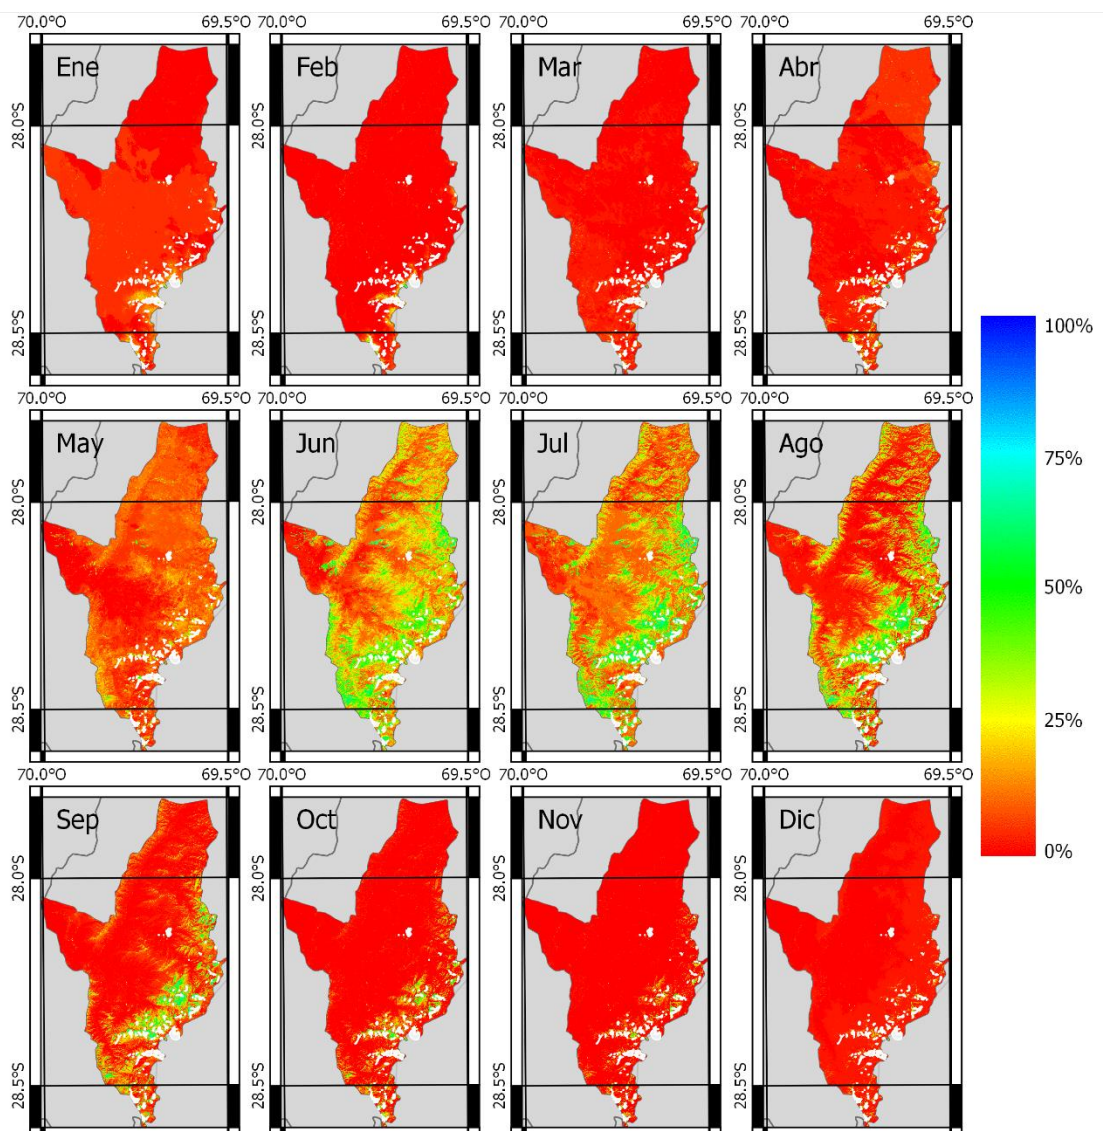 70.0°O 69.5°O 70.0°O 69.5°O 70.0°O 69.5°O 70.0°O 69.5°O
Ene Feb Mar Abr
28.0°S 28.0°S 28.0°S 28.0°S
28.5°S 28.5°S 28.5°S 28.5°S
100%
70.0°O 69.5°O 70.0°O 69.5°O 70.0°O 69.5°O 70.0°O 69.5°O
May Jun Jul Ago
75%
28.0°S 28.0°S 28.0°S 28.0°S
50%
28.5°S 28.5°S 28.5°S 28.5°S
25%
70.0°O 69.5°O 70.0°O 69.5°O 70.0°O 69.5°O 70.0°O 69.5°O
Sep Oct Nov Dic
0%
28.0°S 28.0°S 28.0°S 28.0°S
28.5°S 28.5°S 28.5°S 28.5°S